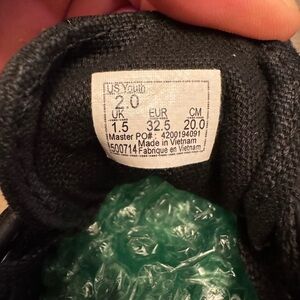 US Youth
2.0
UK EUR CM
1.5 32.5 20.0
Master PO# : 4200194091
500714 Made in Vietnam
Fabrique en Vietnam